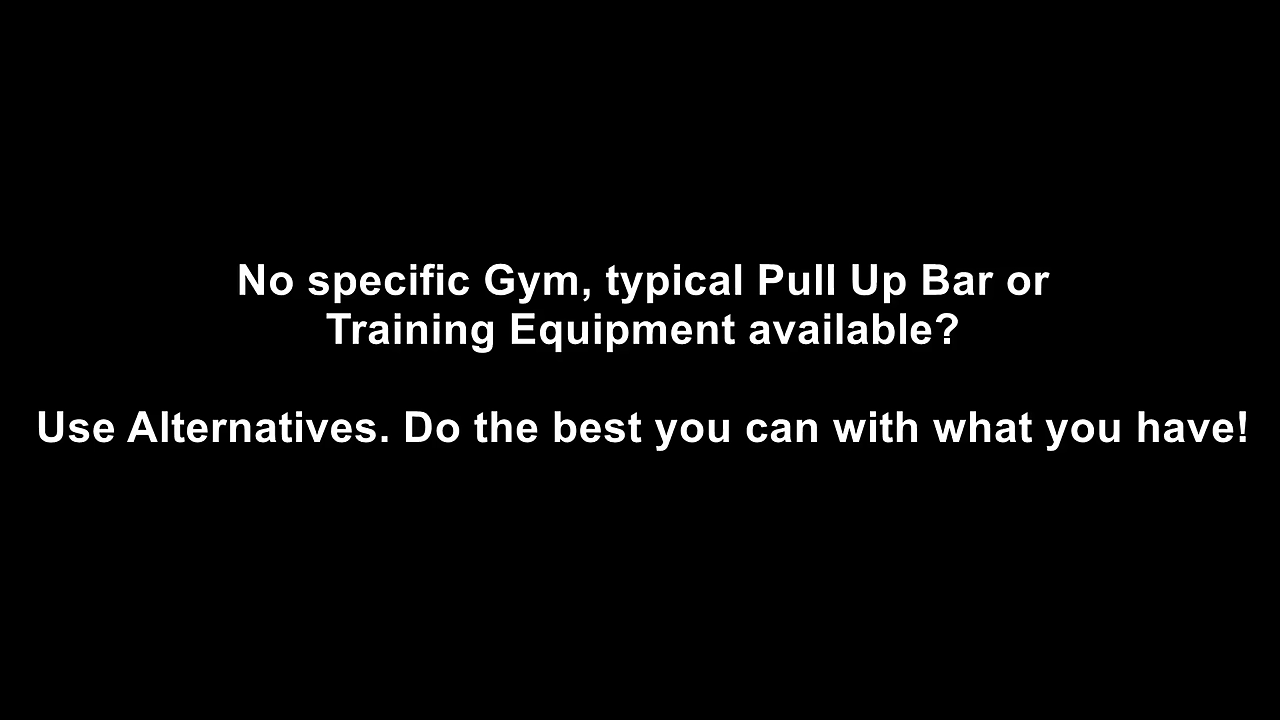 No specific Gym, typical Pull Up Bar or
Training Equipment available?
Use Alternatives. Do the best you can with what you have!